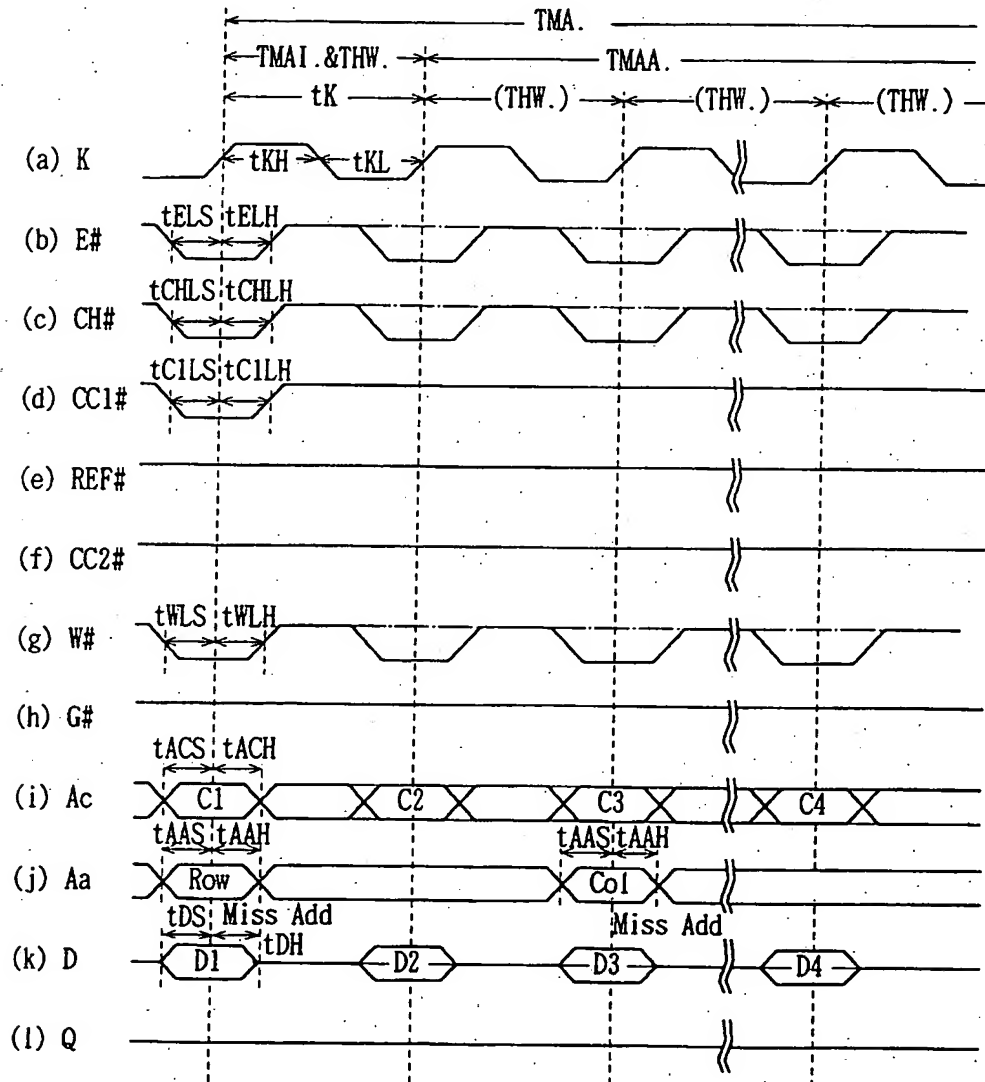 TMA.
TMAI.&THW. TMAA.
tK (THW.) (THW.) (THW.)
(a) K tKH tKL
tELS tELH
(b) E#
tCHLS tCHLH
(c) CH#
tC1LS tC1LH
(d) CC1#
(e) REF#
(f) CC2#
tWLS tWLH
(g) W#
(h) G#
tACS tACH
(i) Ac C1 C2 C3 C4
tAAS tAAH tAAS tAAH
(j) Aa Row Col
tDS Miss Add Miss Add
tDH
(k) D D1 D2 D3 D4
(l) Q